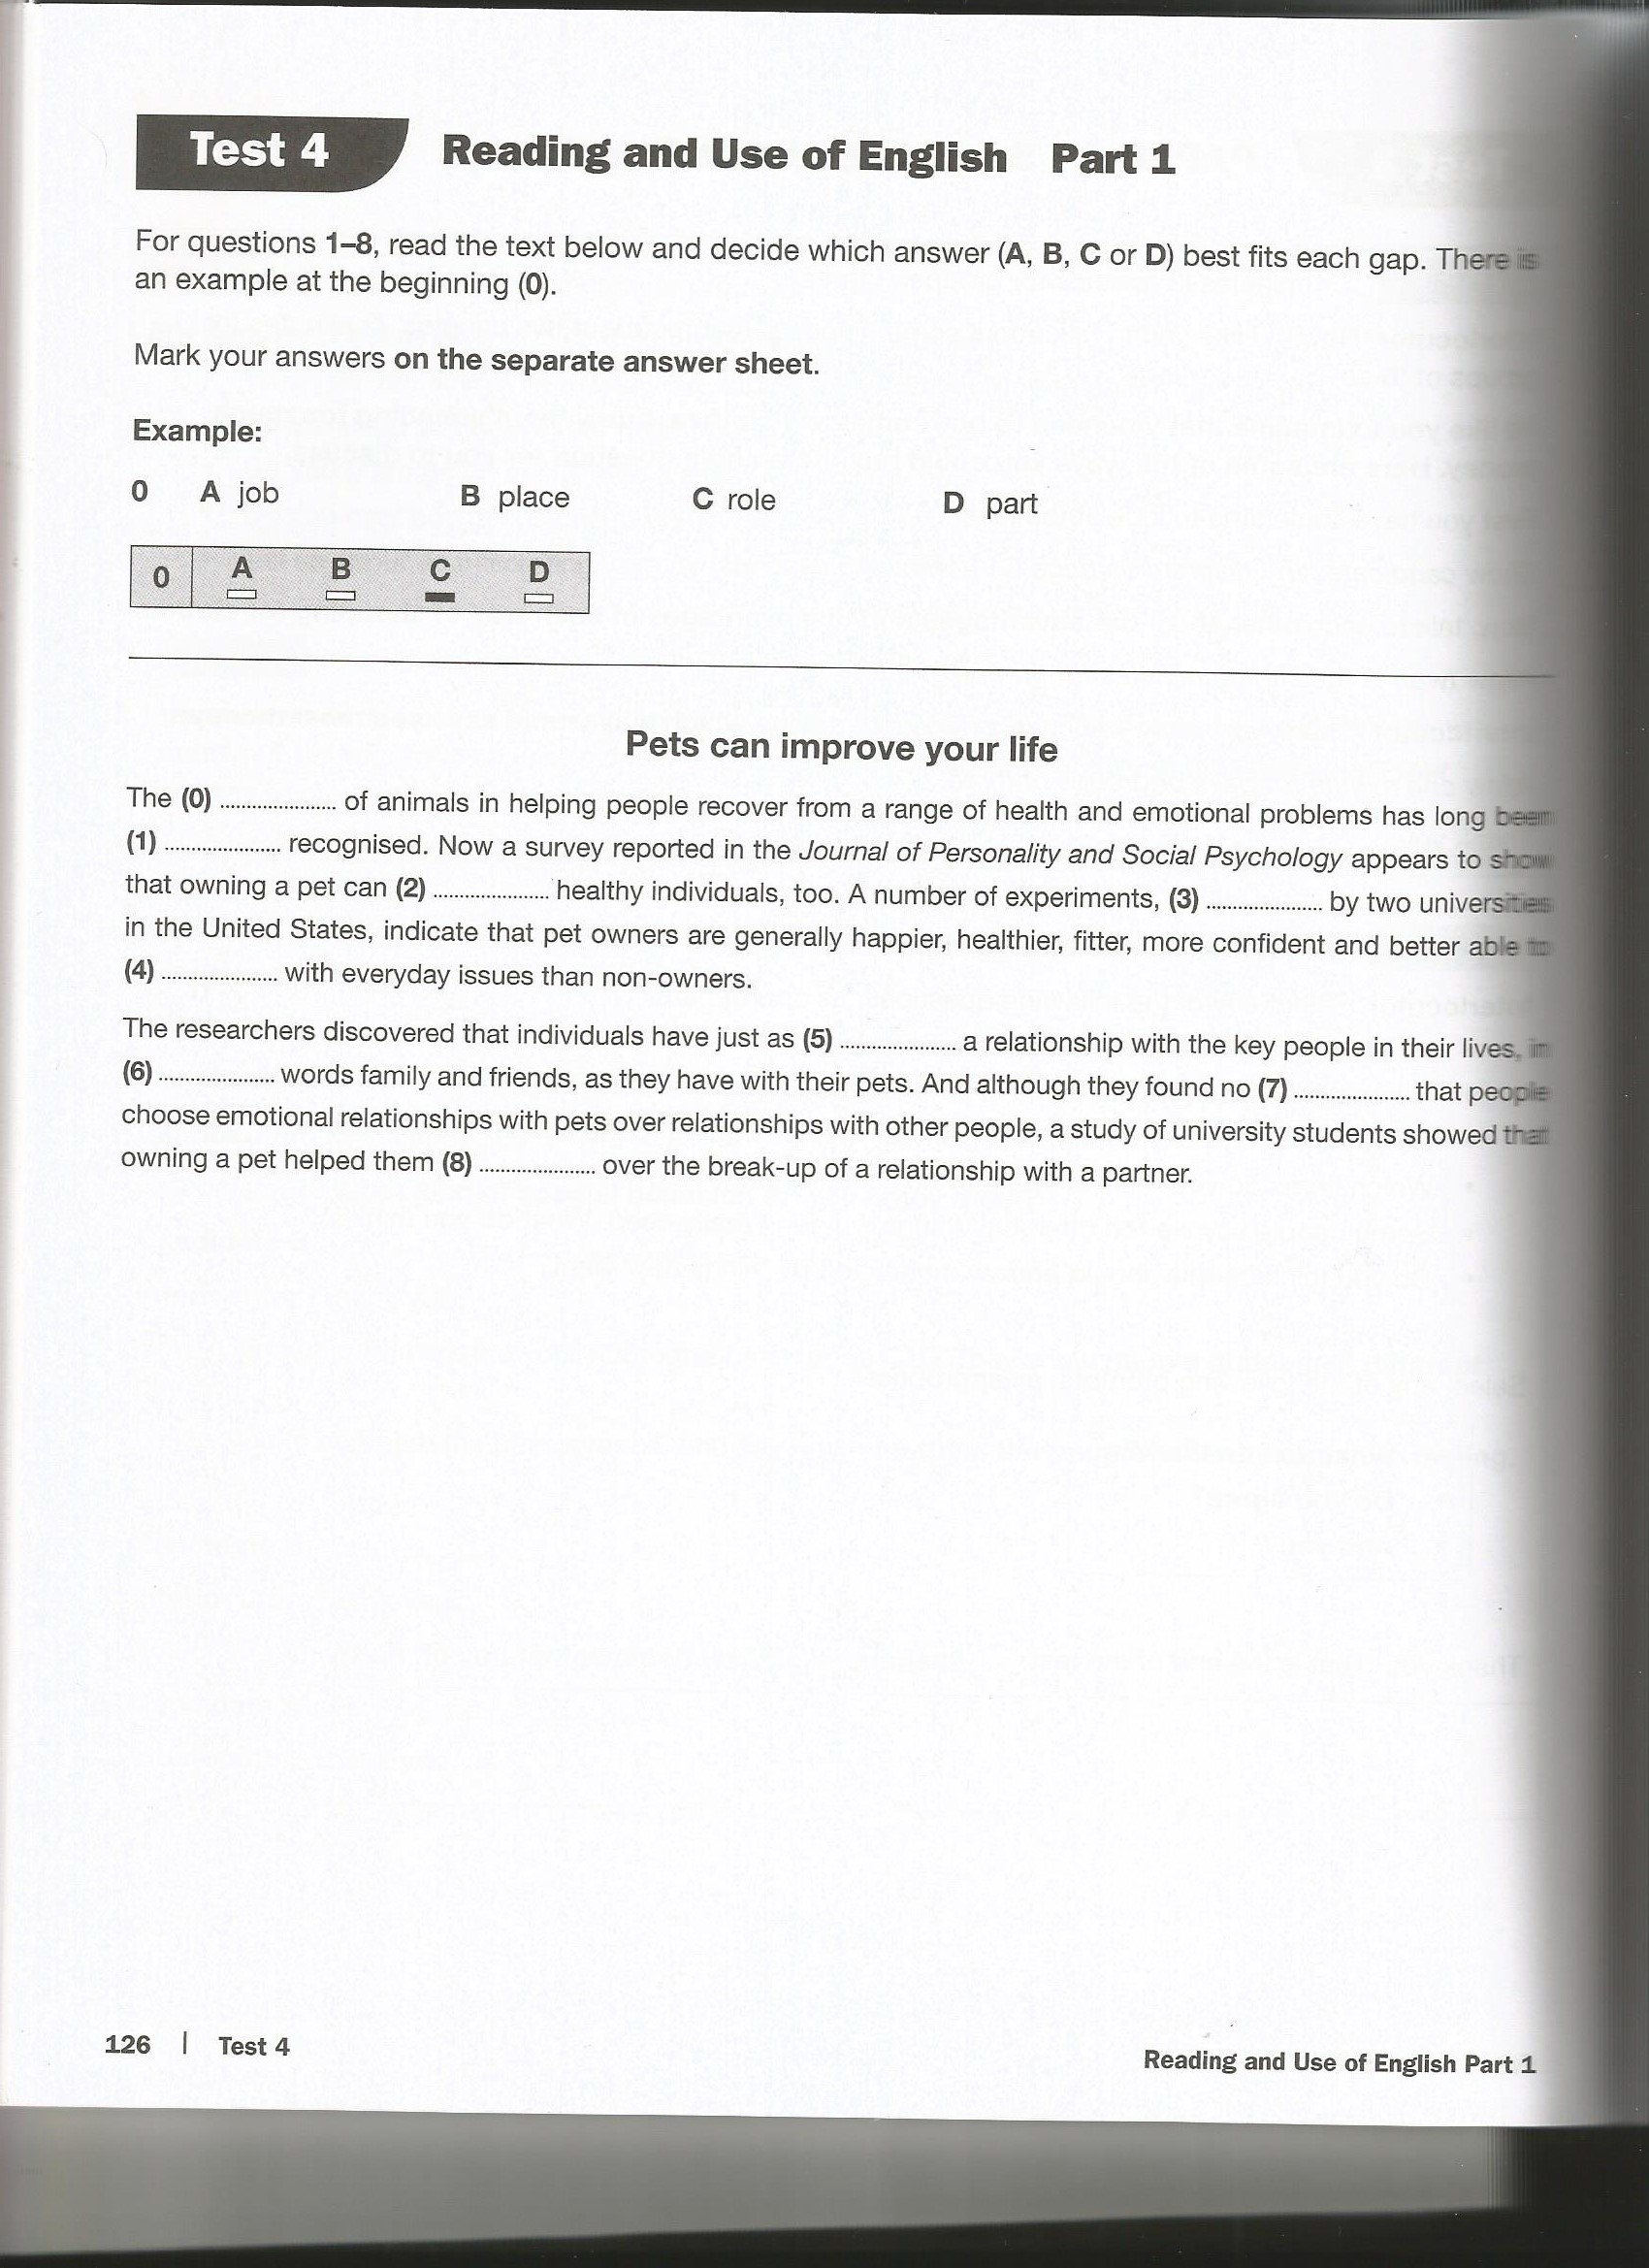 Test 4 Reading and Use of English Part 1
For questions 1–8, read the text below and decide which answer (A, B, C or D) best fits each gap. There is
an example at the beginning (0).
Mark your answers on the separate answer sheet.
Example:
0 A job B place C role D part
0 A B C D
Pets can improve your life
The (0) ..................... of animals in helping people recover from a range of health and emotional problems has long been
(1) ..................... recognised. Now a survey reported in the Journal of Personality and Social Psychology appears to show
that owning a pet can (2) ..................... healthy individuals, too. A number of experiments, (3) ..................... by two universities
in the United States, indicate that pet owners are generally happier, healthier, fitter, more confident and better able to
(4) ..................... with everyday issues than non-owners.
The researchers discovered that individuals have just as (5) ..................... a relationship with the key people in their lives, in
(6) ..................... words family and friends, as they have with their pets. And although they found no (7) ..................... that people
choose emotional relationships with pets over relationships with other people, a study of university students showed that
owning a pet helped them (8) ..................... over the break-up of a relationship with a partner.
126 | Test 4
Reading and Use of English Part 1